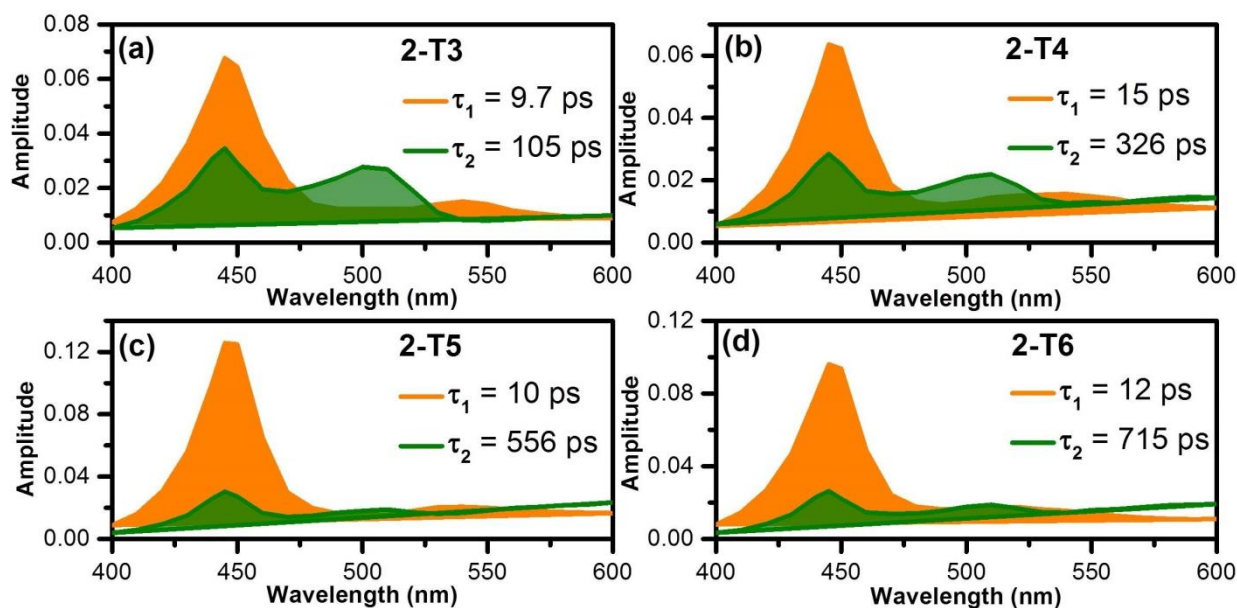 (a) 2-T3
τ1 = 9.7 ps
τ2 = 105 ps
Amplitude
0.08
0.06
0.04
0.02
0.00
400 450 500 550 600
Wavelength (nm)
(b) 2-T4
τ1 = 15 ps
τ2 = 326 ps
Amplitude
0.06
0.04
0.02
0.00
400 450 500 550 600
Wavelength (nm)
(c) 2-T5
τ1 = 10 ps
τ2 = 556 ps
Amplitude
0.12
0.08
0.04
0.00
400 450 500 550 600
Wavelength (nm)
(d) 2-T6
τ1 = 12 ps
τ2 = 715 ps
Amplitude
0.12
0.08
0.04
0.00
400 450 500 550 600
Wavelength (nm)